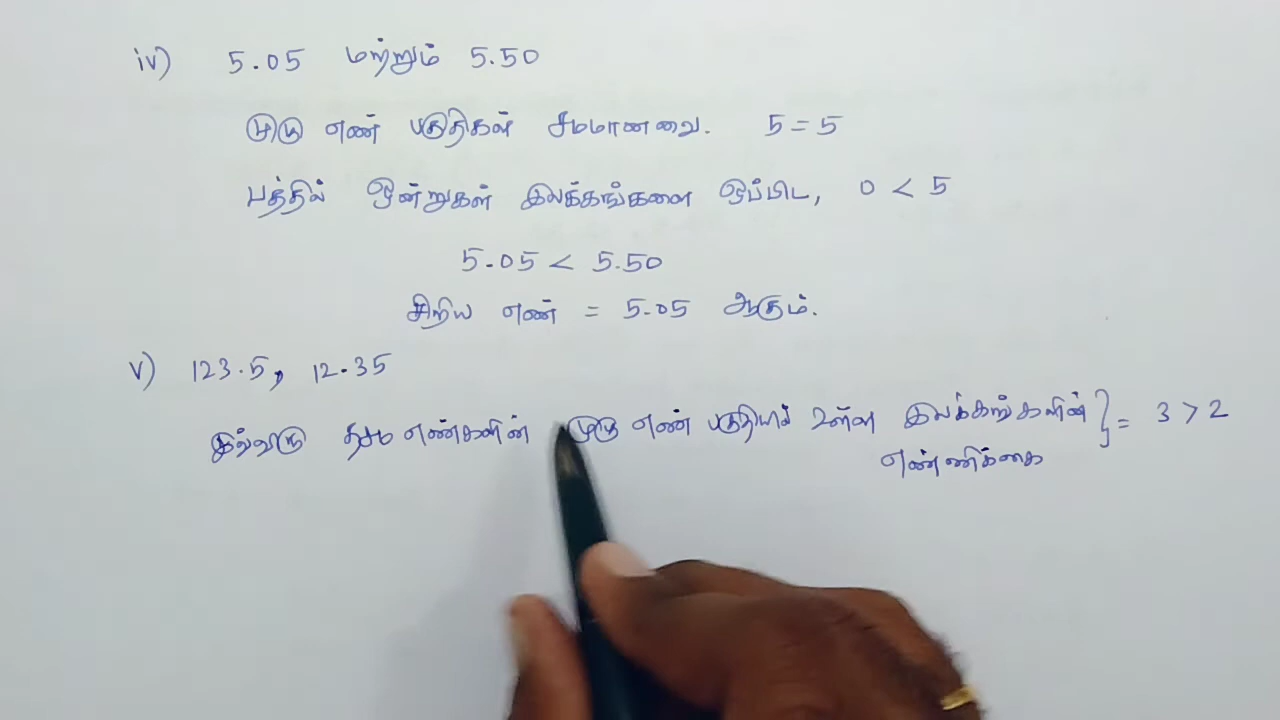 iv) 5.05 மற்றும் 5.50
முழு எண் பகுதிகள் சமமானவை. 5 = 5
பத்தில் ஒன்றுகள் இலக்கங்களை ஒப்பிட, 0 < 5
5.05 < 5.50
சிறிய எண் = 5.05 ஆகும்.
v) 123.5, 12.35
இவ்விரு தசம எண்களின் முழு எண் பகுதியில் உள்ள இலக்கங்களின் } = 3 > 2
எண்ணிக்கை